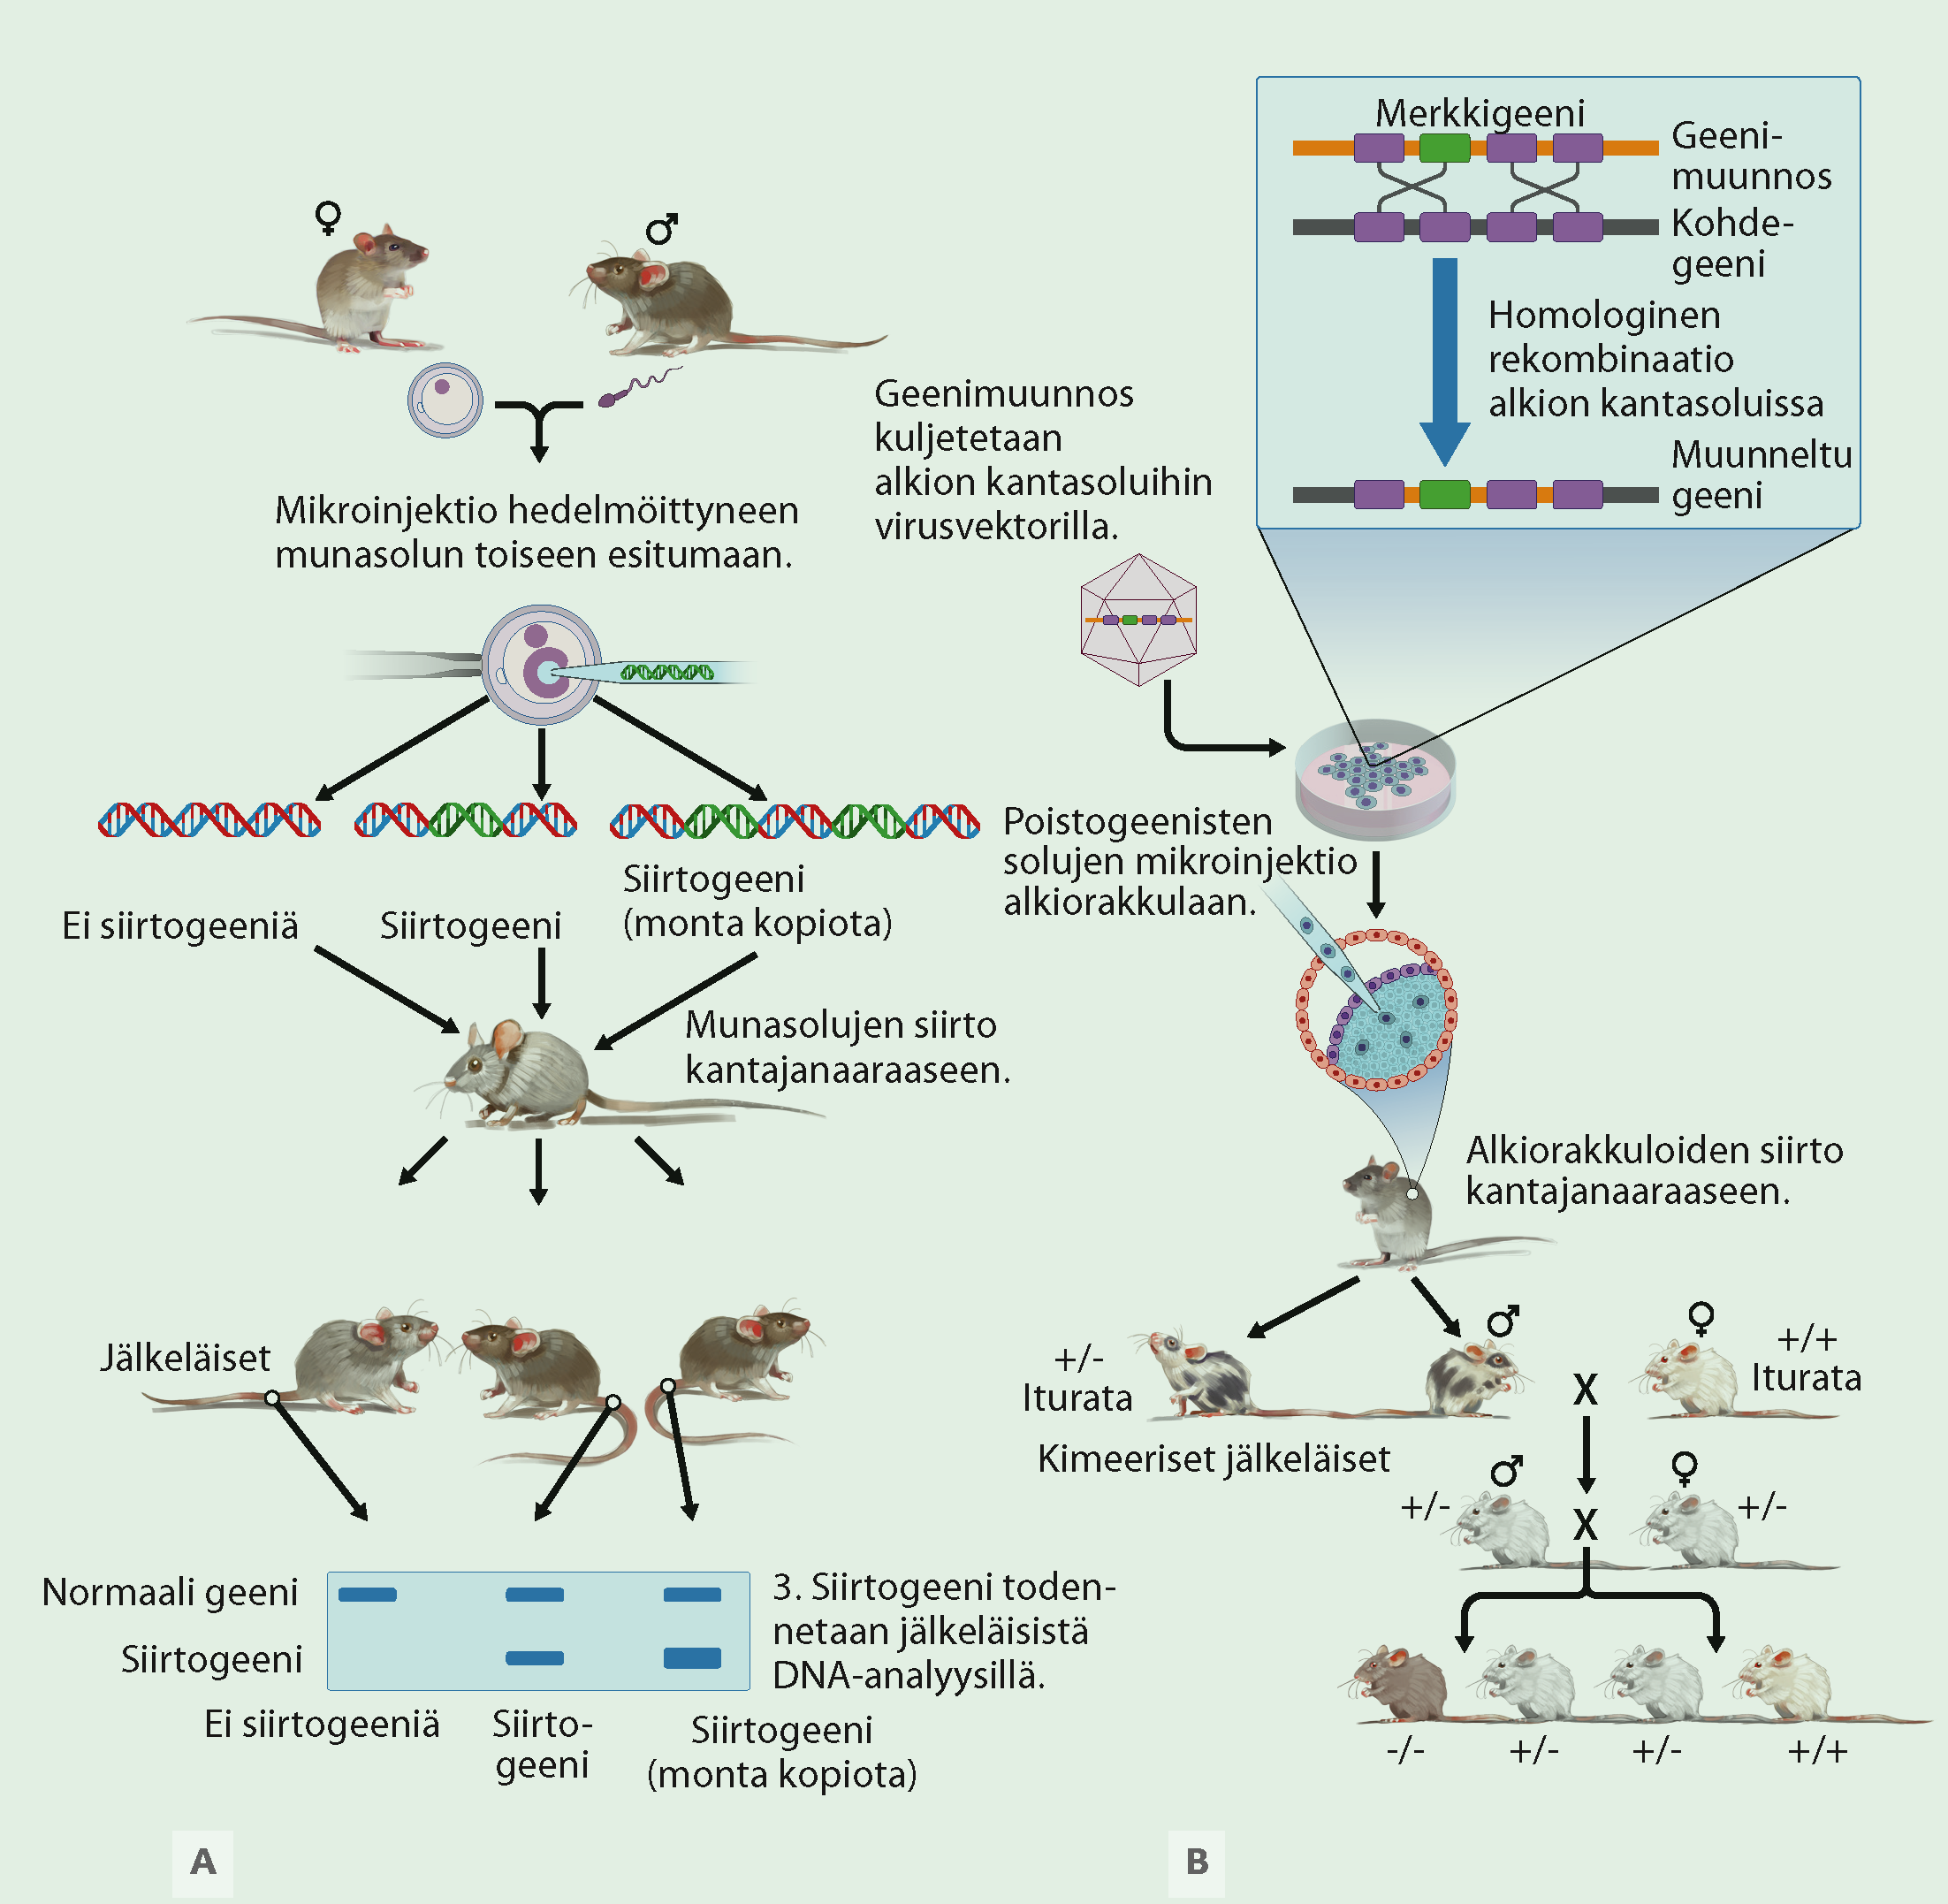 ♀
♂
Mikroinjektio hedelmöittyneen
munasolun toiseen esitumaan.
Ei siirtogeeniä
Siirtogeeni
Siirtogeeni
(monta kopiota)
Munasolujen siirto
kantajanaaraaseen.
Jälkeläiset
Normaali geeni
Siirtogeeni
3. Siirtogeeni toden-
netaan jälkeläisistä
DNA-analyysillä.
Ei siirtogeeniä
Siirto-
geeni
Siirtogeeni
(monta kopiota)
A
Merkkigeeni
Geeni-
muunnos
Kohde-
geeni
Homologinen
rekombinaatio
alkion kantasoluissa
Muunneltu
geeni
Geenimuunnos
kuljetetaan
alkion kantasoluihin
virusvektorilla.
Poistogeenisten
solujen mikroinjektio
alkiorakkulaan.
Alkiorakkuloiden siirto
kantajanaaraaseen.
+/-
Iturata
♂
X
♀
+/+
Iturata
Kimeeriset jälkeläiset
+/-
♂
X
♀
+/-
-/-
+/-
+/-
+/+
B